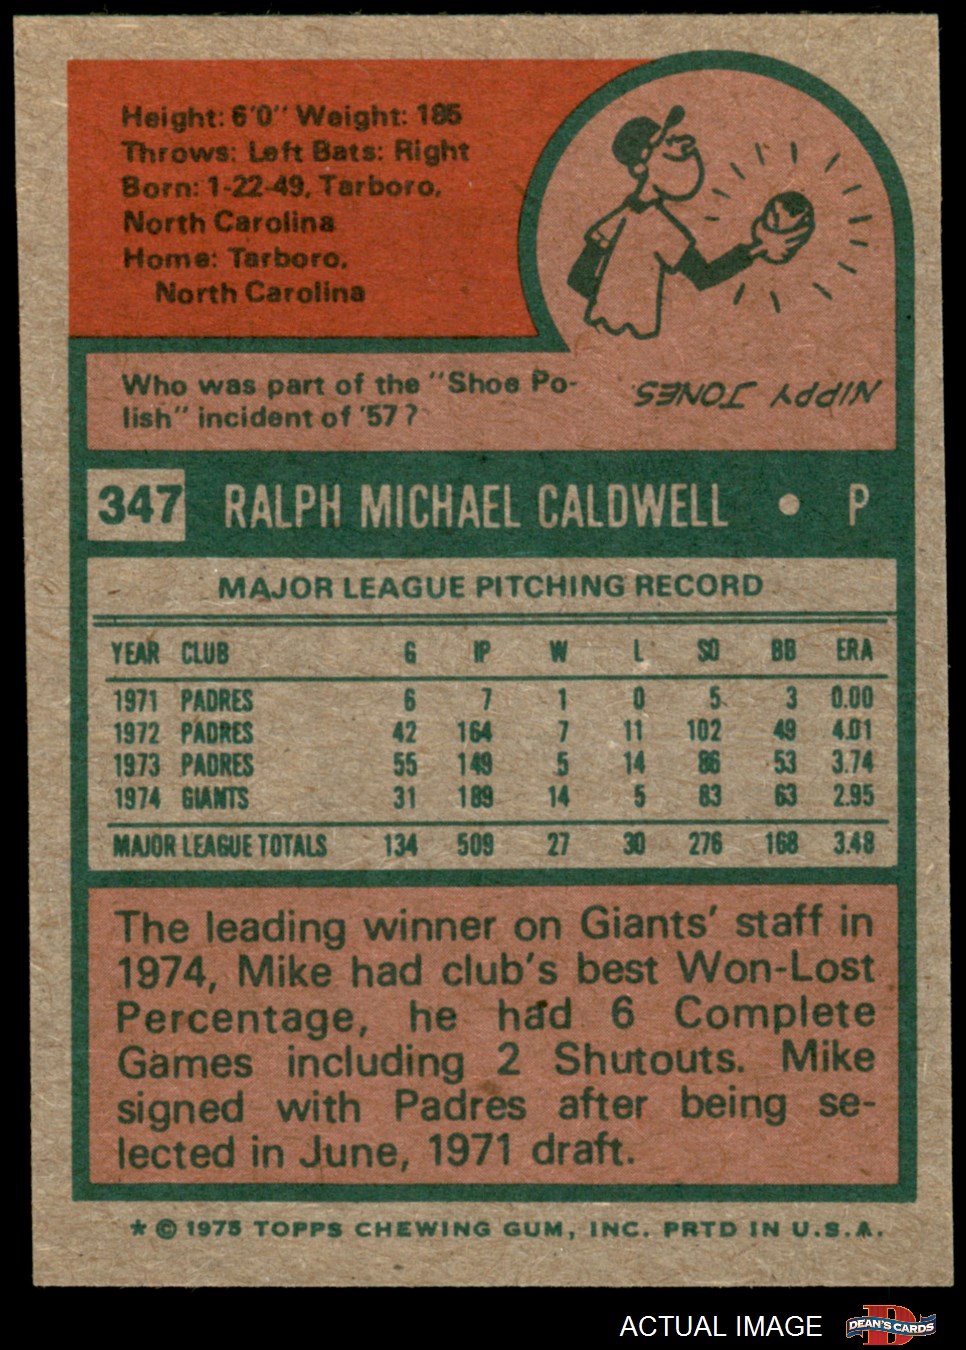 Height: 6'0" Weight: 185
Throws: Left Bats: Right
Born: 1-22-49, Tarboro,
North Carolina
Home: Tarboro,
North Carolina
Who was part of the "Shoe Po-
lish" incident of '57?
NIPPY JONES
347 RALPH MICHAEL CALDWELL • P
MAJOR LEAGUE PITCHING RECORD
YEAR CLUB G IP W L SO BB ERA
1971 PADRES 6 7 1 0 5 3 0.00
1972 PADRES 42 164 7 11 102 49 4.01
1973 PADRES 55 149 5 14 86 53 3.74
1974 GIANTS 31 189 14 5 83 63 2.95
MAJOR LEAGUE TOTALS 134 509 27 30 276 168 3.48
The leading winner on Giants' staff in
1974, Mike had club's best Won-Lost
Percentage, he had 6 Complete
Games including 2 Shutouts. Mike
signed with Padres after being se-
lected in June, 1971 draft.
* © 1975 TOPPS CHEWING GUM, INC. PRTD IN U.S.A.
ACTUAL IMAGE
DEAN'S CARDS